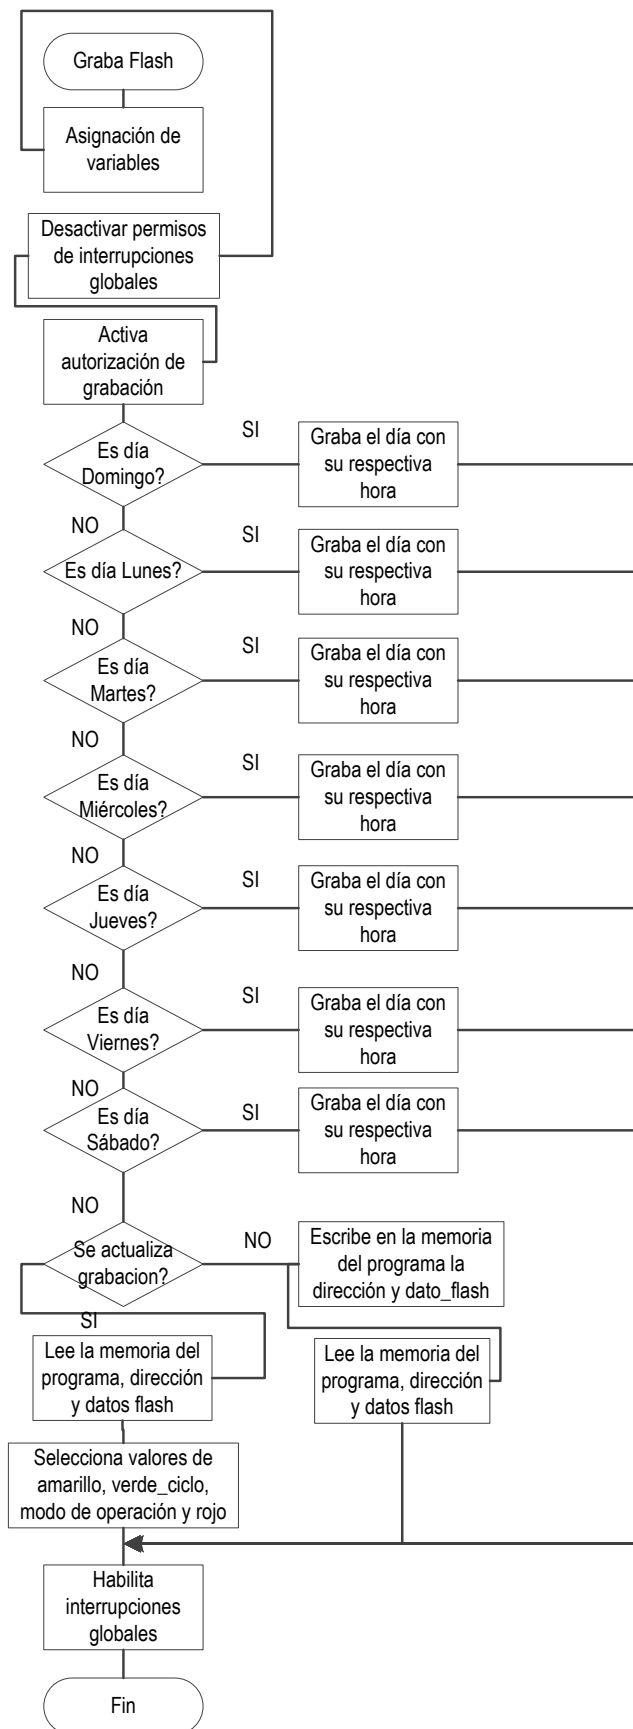 Graba Flash
Asignación de
variables
Desactivar permisos
de interrupciones
globales
Activa
autorización de
grabación
Es día
Domingo?
SI
Graba el día con
su respectiva
hora
NO
Es día Lunes?
SI
Graba el día con
su respectiva
hora
NO
Es día
Martes?
SI
Graba el día con
su respectiva
hora
NO
Es día
Miércoles?
SI
Graba el día con
su respectiva
hora
NO
Es día
Jueves?
SI
Graba el día con
su respectiva
hora
NO
Es día
Viernes?
SI
Graba el día con
su respectiva
hora
NO
Es día
Sábado?
SI
Graba el día con
su respectiva
hora
NO
Se actualiza
grabacion?
NO
Escribe en la memoria
del programa la
dirección y dato_flash
SI
Lee la memoria del
programa, dirección
y datos flash
Lee la memoria del
programa, dirección
y datos flash
Selecciona valores de
amarillo, verde_ciclo,
modo de operación y rojo
Habilita
interrupciones
globales
Fin